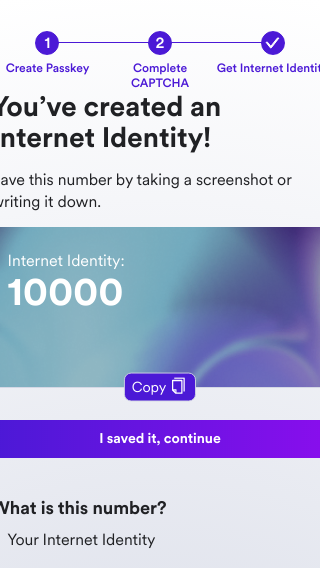 1
2
Create Passkey
Complete
CAPTCHA
Get Internet Identit
You’ve created an
Internet Identity!
ave this number by taking a screenshot or
writing it down.
Internet Identity:
10000
Copy
I saved it, continue
What is this number?
Your Internet Identity